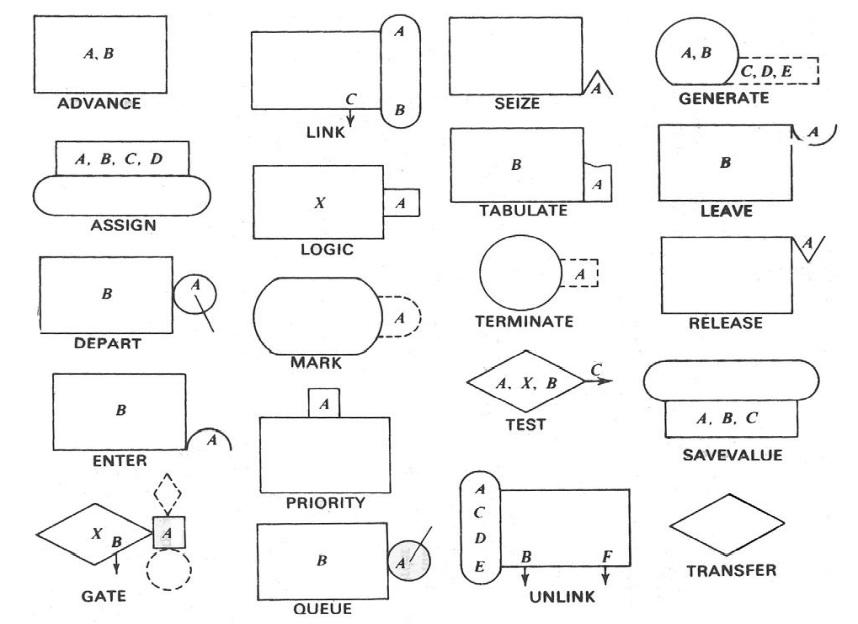 A, B
ADVANCE
A, B, C, D
ASSIGN
B
A
DEPART
B
A
ENTER
X
B
A
GATE
A
C
B
LINK
X
A
LOGIC
A
MARK
A
PRIORITY
B
A
QUEUE
A
SEIZE
B
A
TABULATE
A
TERMINATE
C
A, X, B
TEST
A
C
D
E
B
F
UNLINK
A, B
C, D, E
GENERATE
A
B
LEAVE
A
RELEASE
A, B, C
SAVEVALUE
TRANSFER